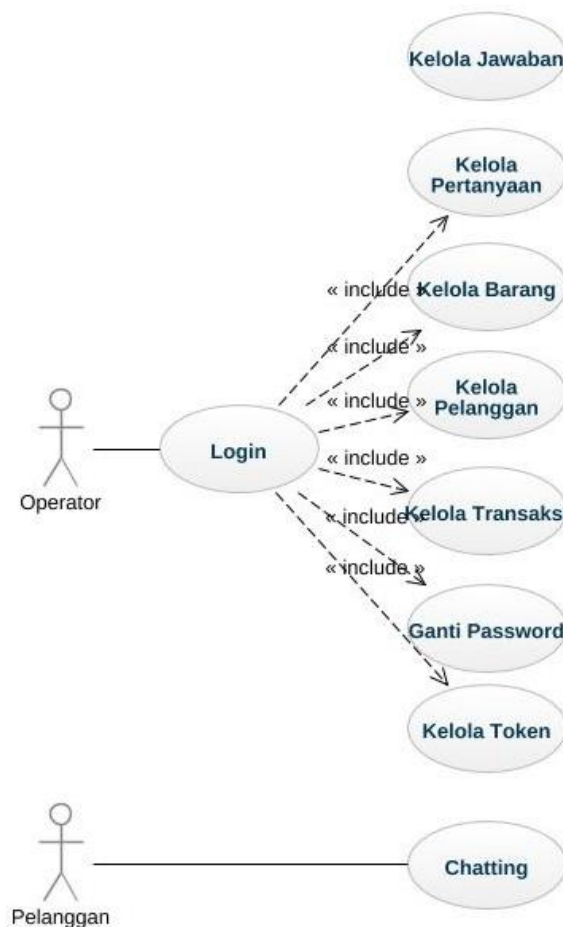 Kelola Jawaban
Kelola
Pertanyaan
« include »
Kelola Barang
« include »
Kelola
Pelanggan
« include »
Operator
Login
« include »
Kelola Transaks
« include »
Ganti Password
« include »
Kelola Token
Chatting
Pelanggan